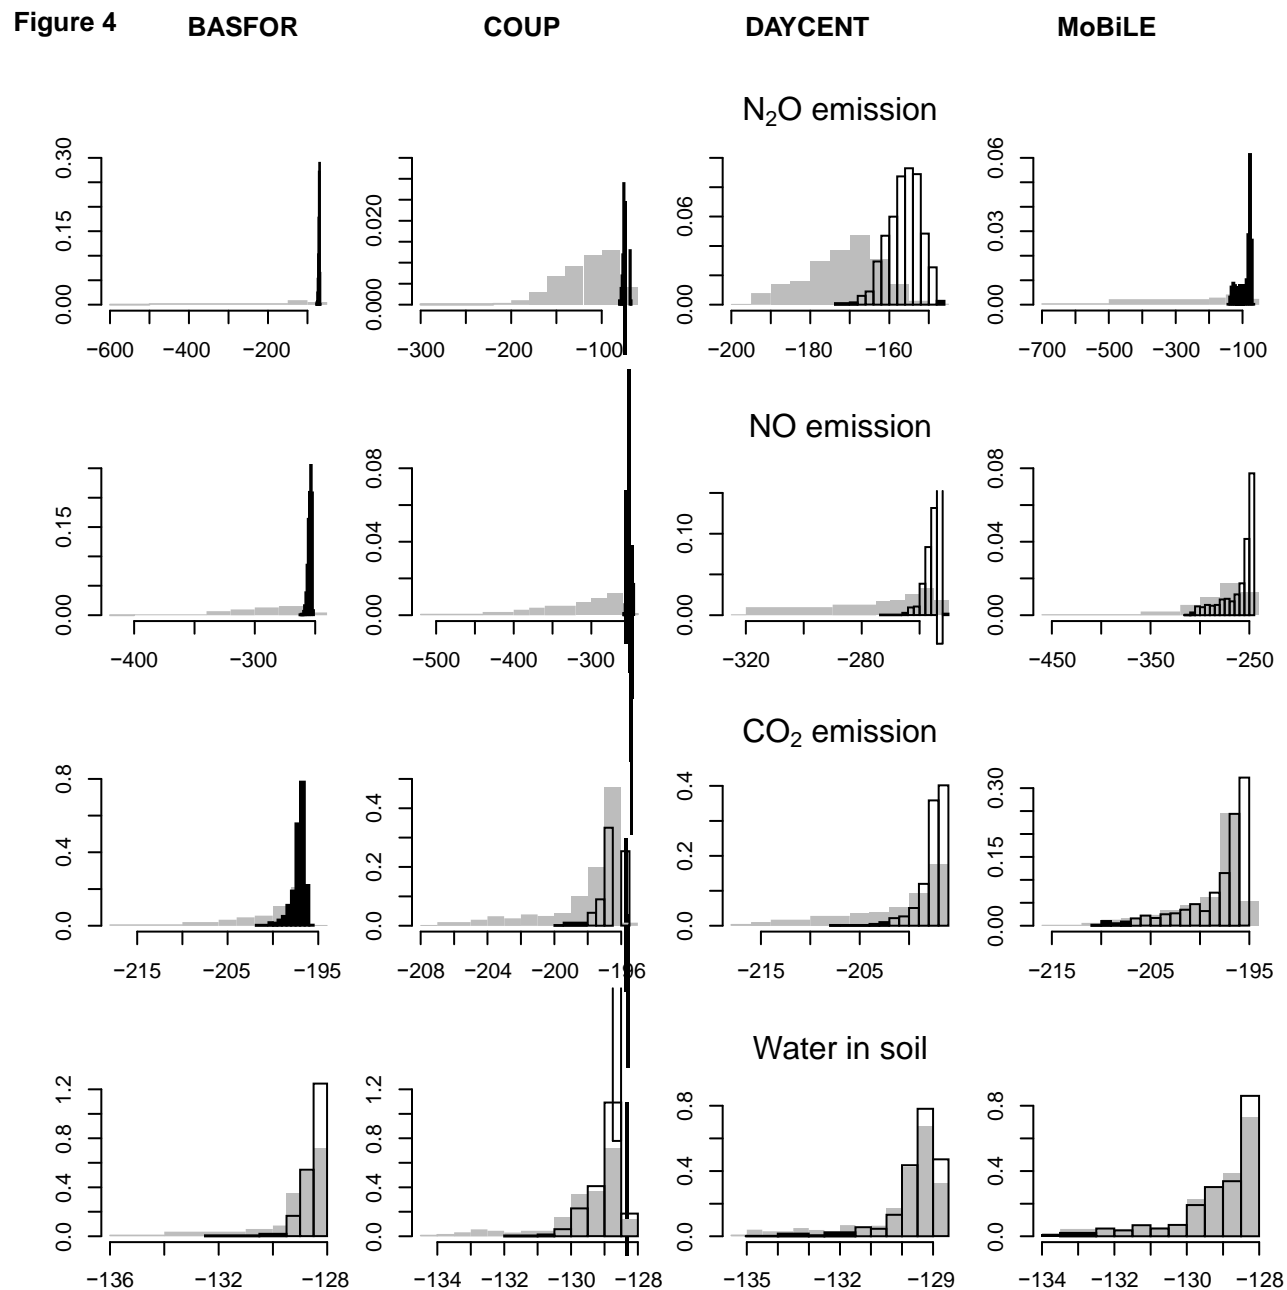 Figure 4 BASFOR COUP DAYCENT MoBiLE
N₂O emission
0.00 0.15 0.30
−600 −400 −200
0.000 0.020
−300 −200 −100
0.00 0.06
−200 −180 −160
0.00 0.03 0.06
−700 −500 −300 −100
NO emission
0.00 0.15
−400 −300
0.00 0.04 0.08
−500 −400 −300
0.00 0.10
−320 −280
0.00 0.04 0.08
−450 −350 −250
CO₂ emission
0.0 0.4 0.8
−215 −205 −195
0.0 0.2 0.4
−208 −204 −200 −196
0.0 0.2 0.4
−215 −205
0.00 0.15 0.30
−215 −205 −195
Water in soil
0.0 0.4 0.8 1.2
−136 −132 −128
0.0 0.4 0.8 1.2
−134 −132 −130 −128
0.0 0.4 0.8
−135 −132 −129
0.0 0.4 0.8
−134 −132 −130 −128